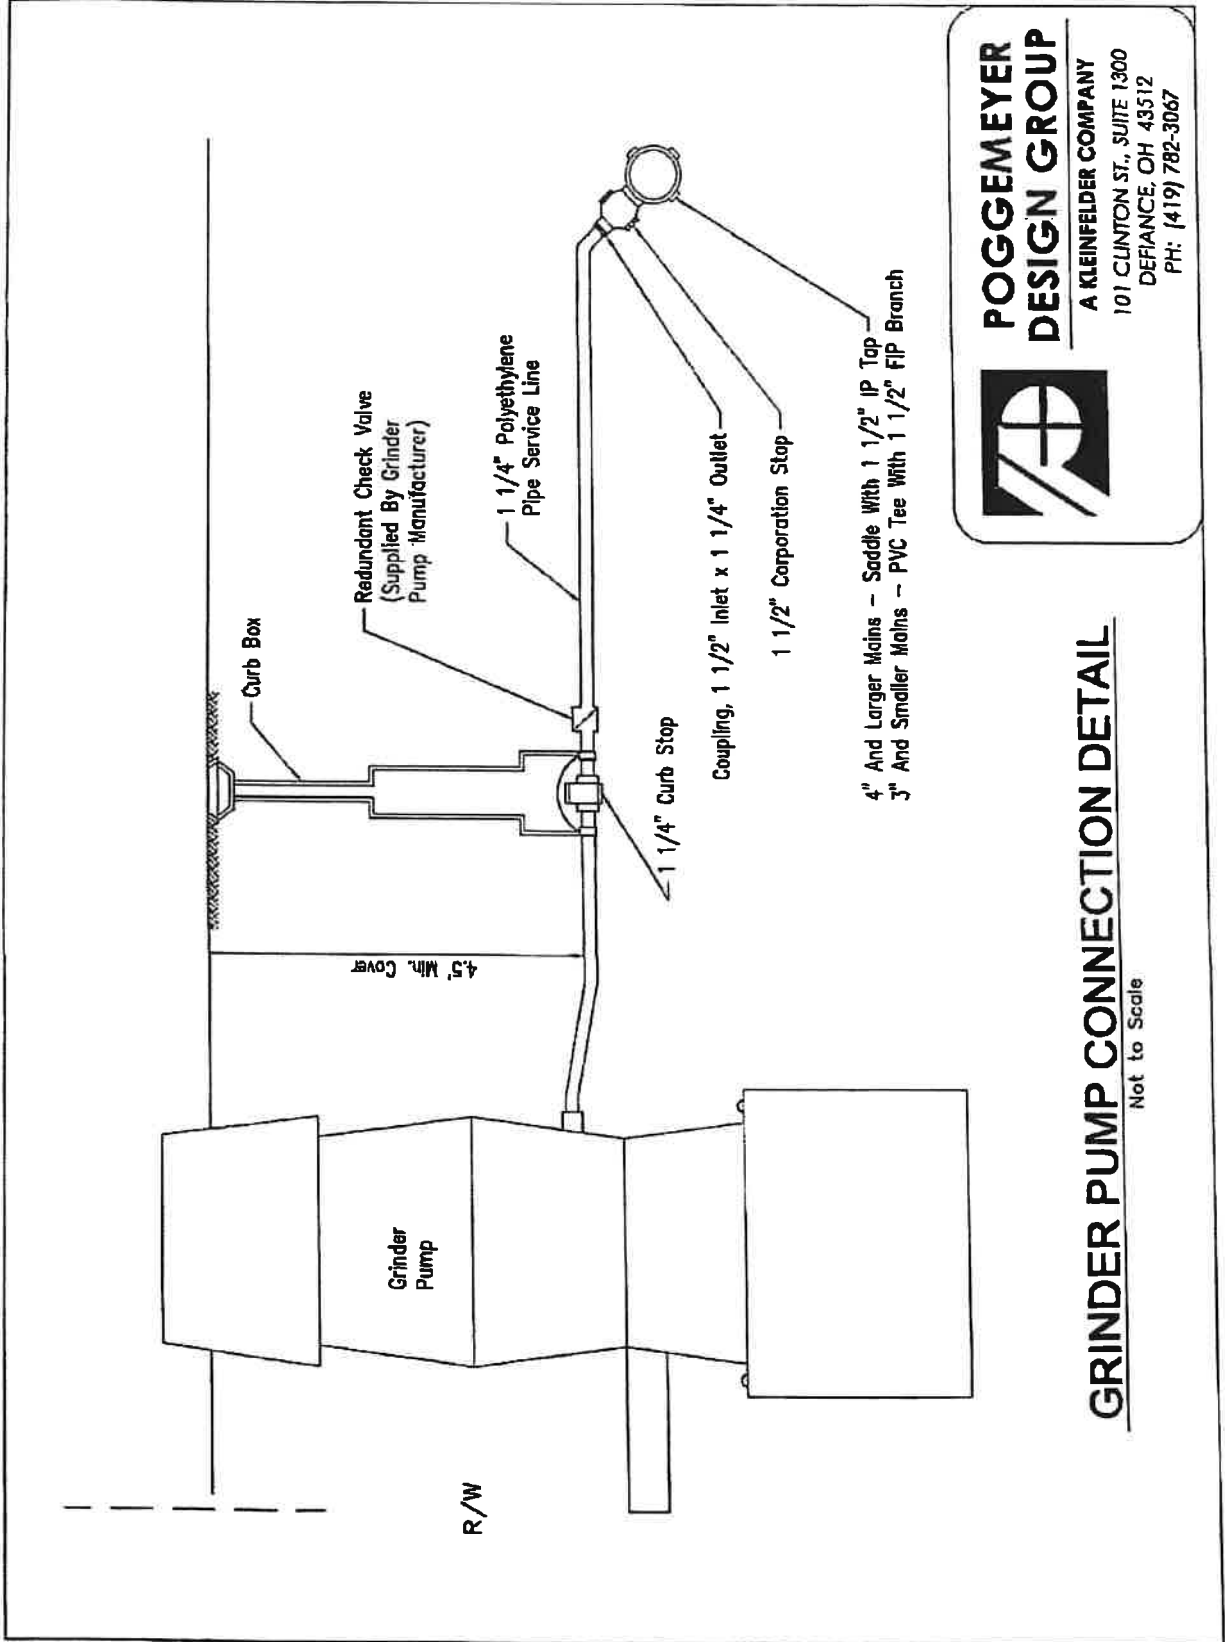 Curb Box
Redundant Check Valve
(Supplied By Grinder
Pump Manufacturer)
1 1/4" Polyethylene
Pipe Service Line
4.5' Min. Cover
Grinder
Pump
R/W
1 1/4" Curb Stop
Coupling, 1 1/2" Inlet x 1 1/4" Outlet
1 1/2" Corporation Stop
4" And Larger Mains - Saddle With 1 1/2" IP Tap
3" And Smaller Mains - PVC Tee With 1 1/2" FIP Branch
GRINDER PUMP CONNECTION DETAIL
Not to Scale
POGGEMEYER
DESIGN GROUP
A KLEINFELDER COMPANY
101 CLINTON ST., SUITE 1300
DEFIANCE, OH 43512
PH: (419) 782-3067